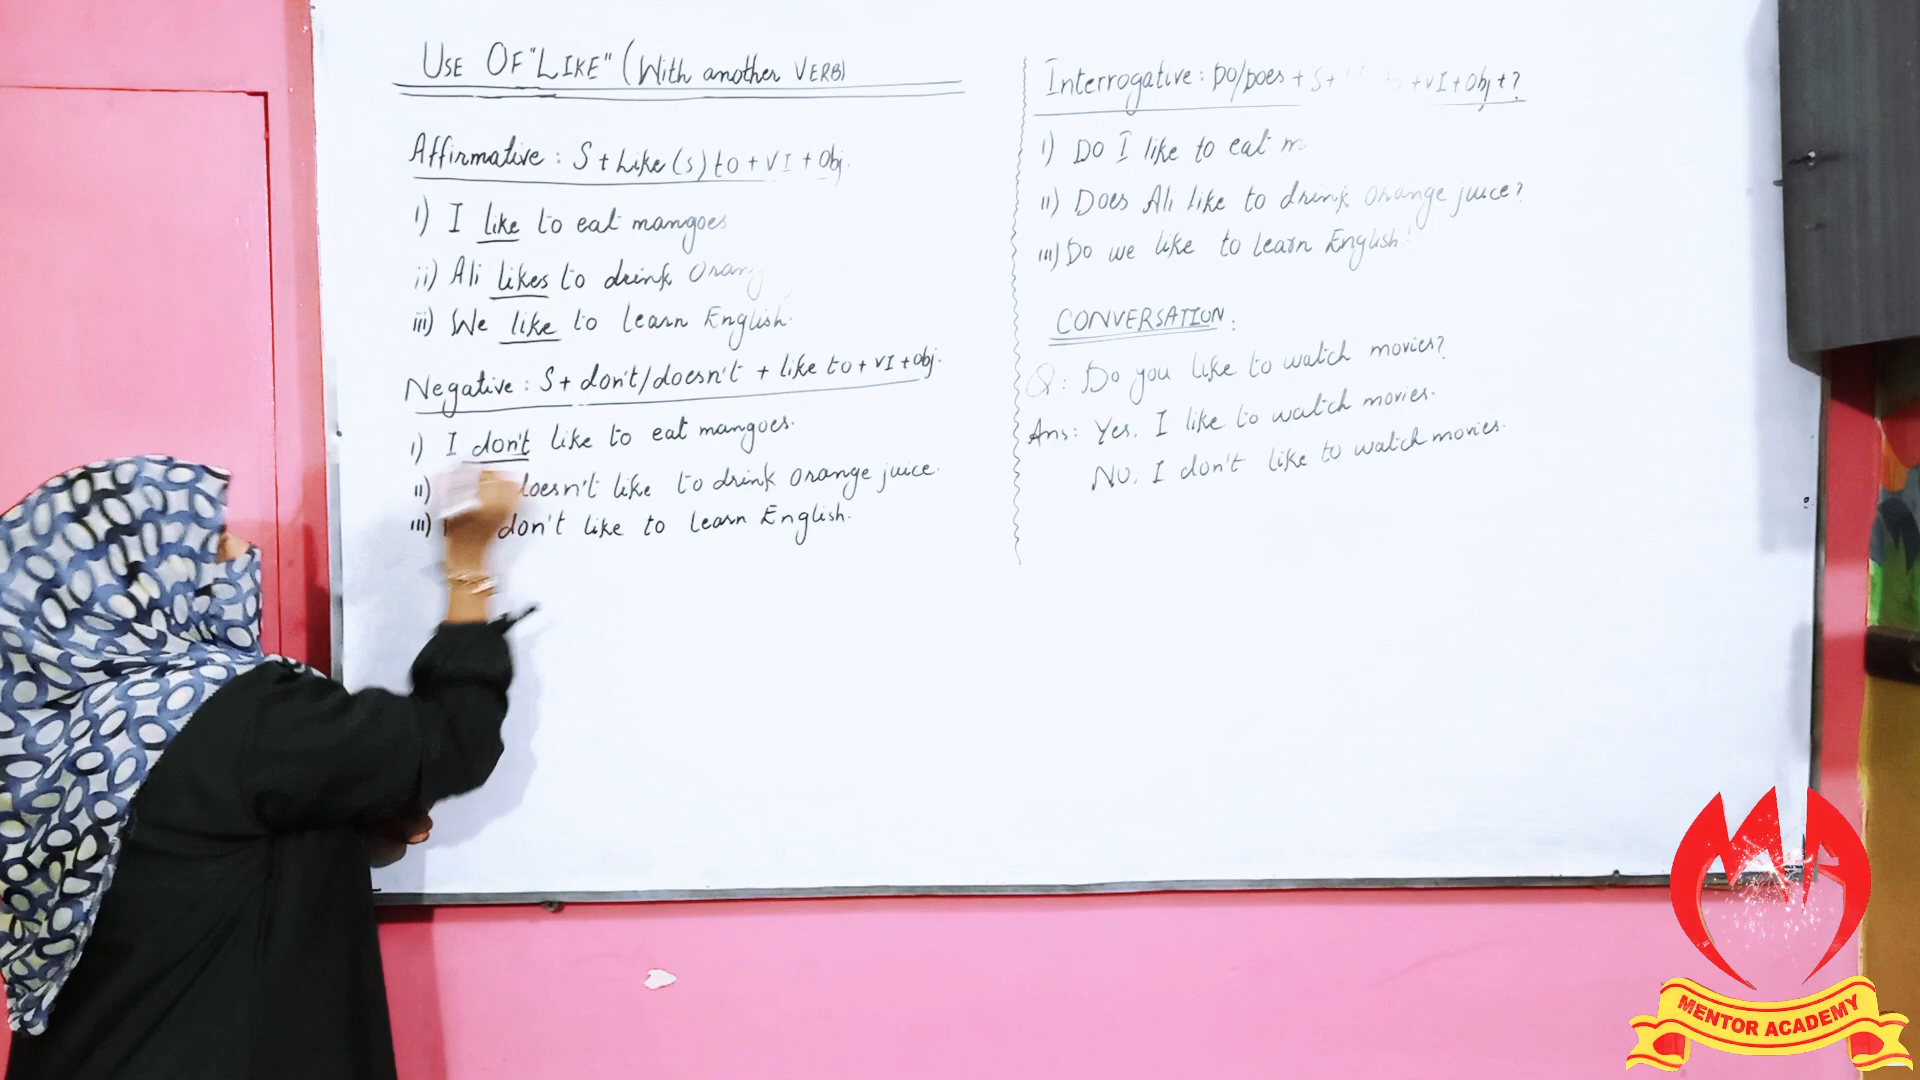 USE OF "LIKE" (With another VERB)
Affirmative : S + Like(s) to + VI + Obj.
i) I like to eat mangoes
ii) Ali likes to drink
iii) We like to learn English.
Negative : S + don't/doesn't + like to + VI + Obj.
i) I don't like to eat mangoes.
ii) doesn't like to drink orange juice.
iii) don't like to learn English.
Interrogative : Do/Does + S + + VI + Obj + ?
i) Do I like to eat
ii) Does Ali like to drink orange juice?
iii) Do we like to learn English
CONVERSATION :
Q : Do you like to watch movies?
Ans : Yes, I like to watch movies.
No, I don't like to watch movies.
MENTOR ACADEMY